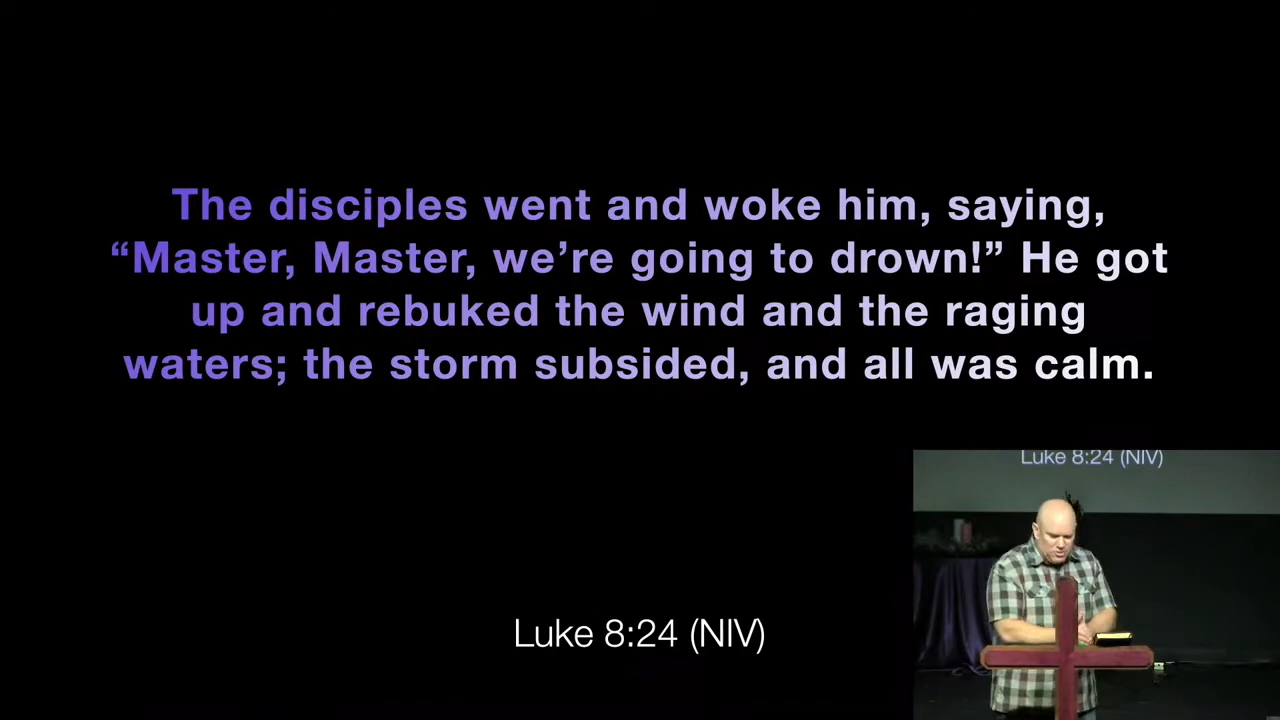 The disciples went and woke him, saying,
“Master, Master, we’re going to drown!” He got
up and rebuked the wind and the raging
waters; the storm subsided, and all was calm.
Luke 8:24 (NIV)
Luke 8:24 (NIV)